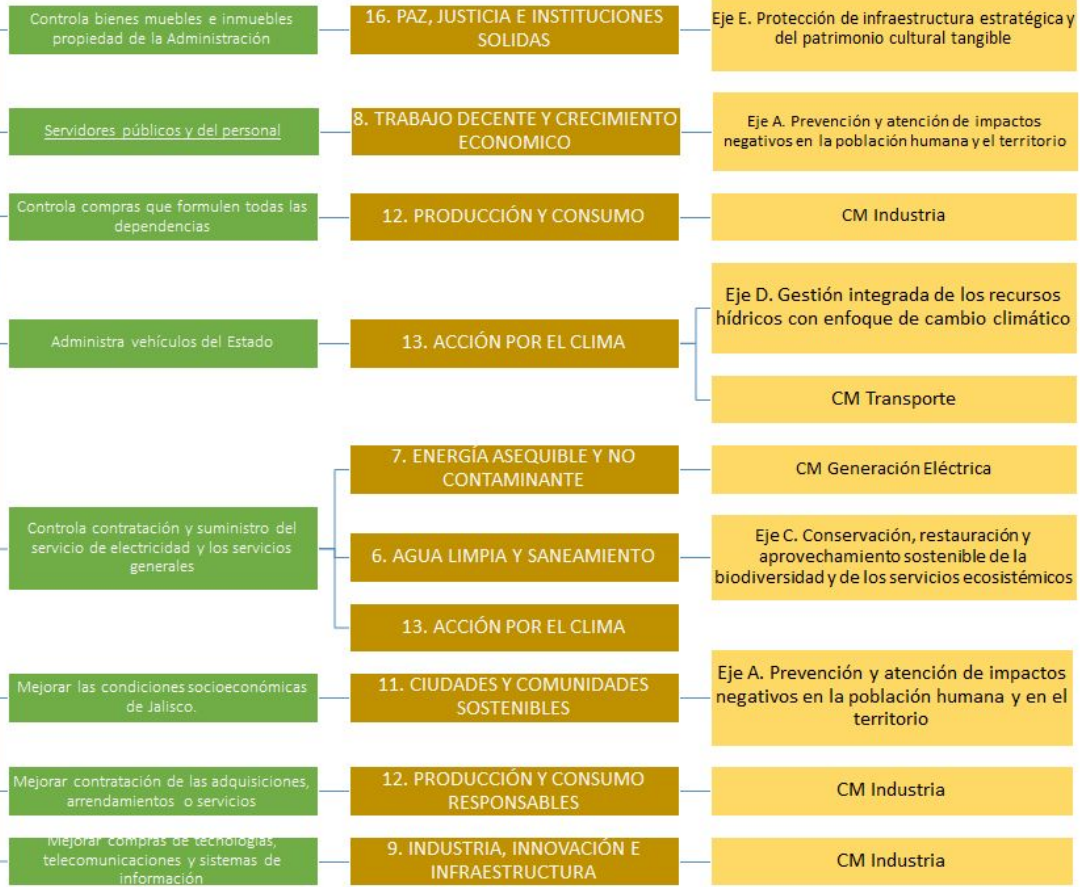 Controla bienes muebles e inmuebles
propiedad de la Administración
16. PAZ, JUSTICIA E INSTITUCIONES
SOLIDAS
Eje E. Protección de infraestructura estratégica y
del patrimonio cultural tangible
Servidores públicos y del personal
8. TRABAJO DECENTE Y CRECIMIENTO
ECONOMICO
Eje A. Prevención y atención de impactos
negativos en la población humana y el territorio
Controla compras que formulen todas las
dependencias
12. PRODUCCIÓN Y CONSUMO
CM Industria
Administra vehículos del Estado
13. ACCIÓN POR EL CLIMA
Eje D. Gestión integrada de los recursos
hídricos con enfoque de cambio climático
CM Transporte
Controla contratación y suministro del
servicio de electricidad y los servicios
generales
7. ENERGÍA ASEQUIBLE Y NO
CONTAMINANTE
CM Generación Eléctrica
6. AGUA LIMPIA Y SANEAMIENTO
Eje C. Conservación, restauración y
aprovechamiento sostenible de la
biodiversidad y de los servicios ecosistémicos
13. ACCIÓN POR EL CLIMA
Mejorar las condiciones socioeconómicas
de Jalisco.
11. CIUDADES Y COMUNIDADES
SOSTENIBLES
Eje A. Prevención y atención de impactos
negativos en la población humana y en el
territorio
Mejorar contratación de las adquisiciones,
arrendamientos o servicios
12. PRODUCCIÓN Y CONSUMO
RESPONSABLES
CM Industria
Mejorar compras de tecnologías,
telecomunicaciones y sistemas de
información
9. INDUSTRIA, INNOVACIÓN E
INFRAESTRUCTURA
CM Industria